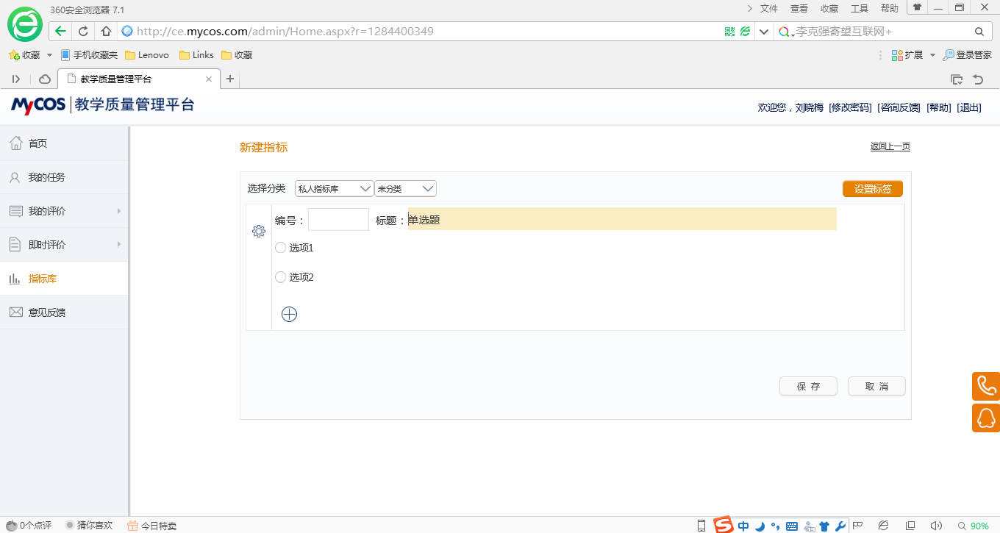 360安全浏览器 7.1
文件 查看 收藏 工具 帮助
http://ce.mycos.com/admin/Home.aspx?r=1284400349
李克强寄望互联网+
收藏 手机收藏夹 Lenovo Links 收藏
扩展 登录管家
教学质量管理平台
MyCOS 教学质量管理平台
欢迎您，刘晓梅 [修改密码] [咨询反馈] [帮助] [退出]
首页
我的任务
我的评价
即时评价
指标库
意见反馈
新建指标
返回上一页
选择分类 私人指标库 未分类
设置标签
编号： 标题：单选题
选项1
选项2
保 存 取 消
0个点评 猜你喜欢 今日特卖
S 中
90%